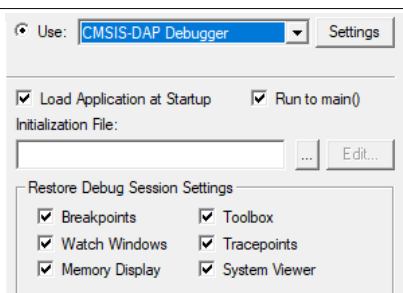 Use: CMSIS-DAP Debugger Settings
Load Application at Startup Run to main()
Initialization File:
... Edit...
Restore Debug Session Settings
Breakpoints Toolbox
Watch Windows Tracepoints
Memory Display System Viewer